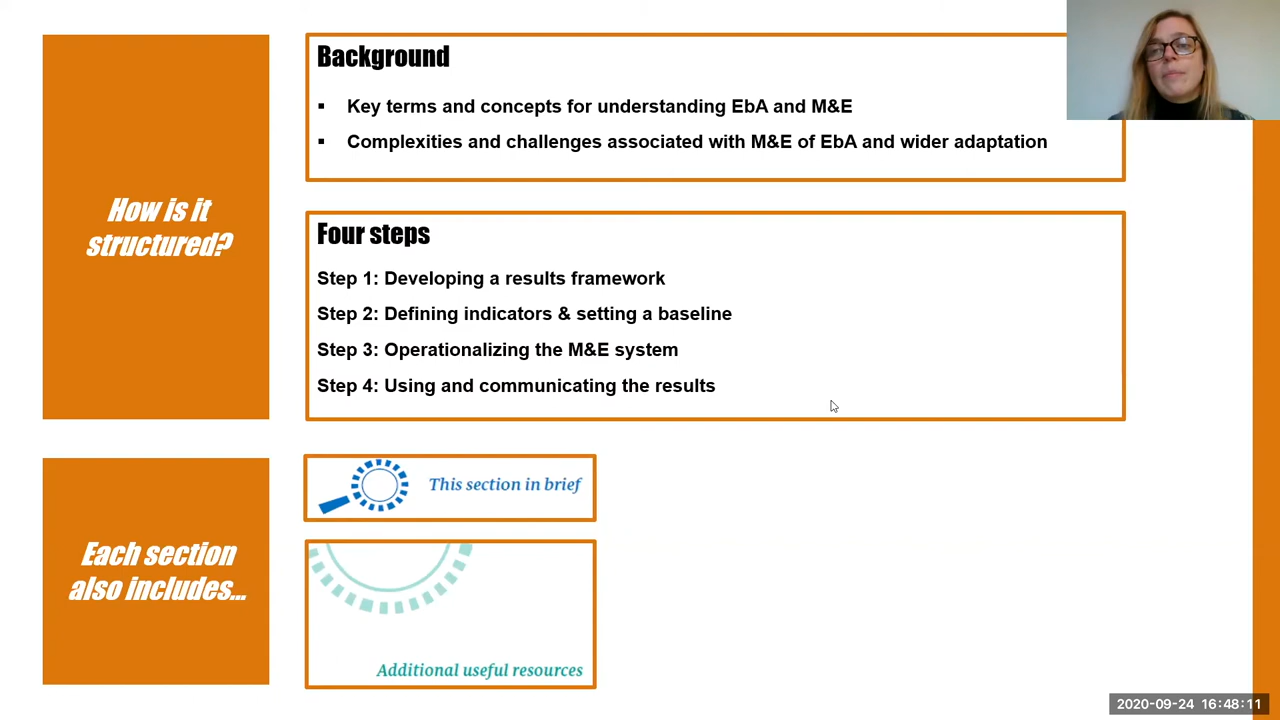 How is it
structured?
Background
▪ Key terms and concepts for understanding EbA and M&E
▪ Complexities and challenges associated with M&E of EbA and wider adaptation
Four steps
Step 1: Developing a results framework
Step 2: Defining indicators & setting a baseline
Step 3: Operationalizing the M&E system
Step 4: Using and communicating the results
Each section
also includes...
This section in brief
Additional useful resources
2020-09-24 16:48:11